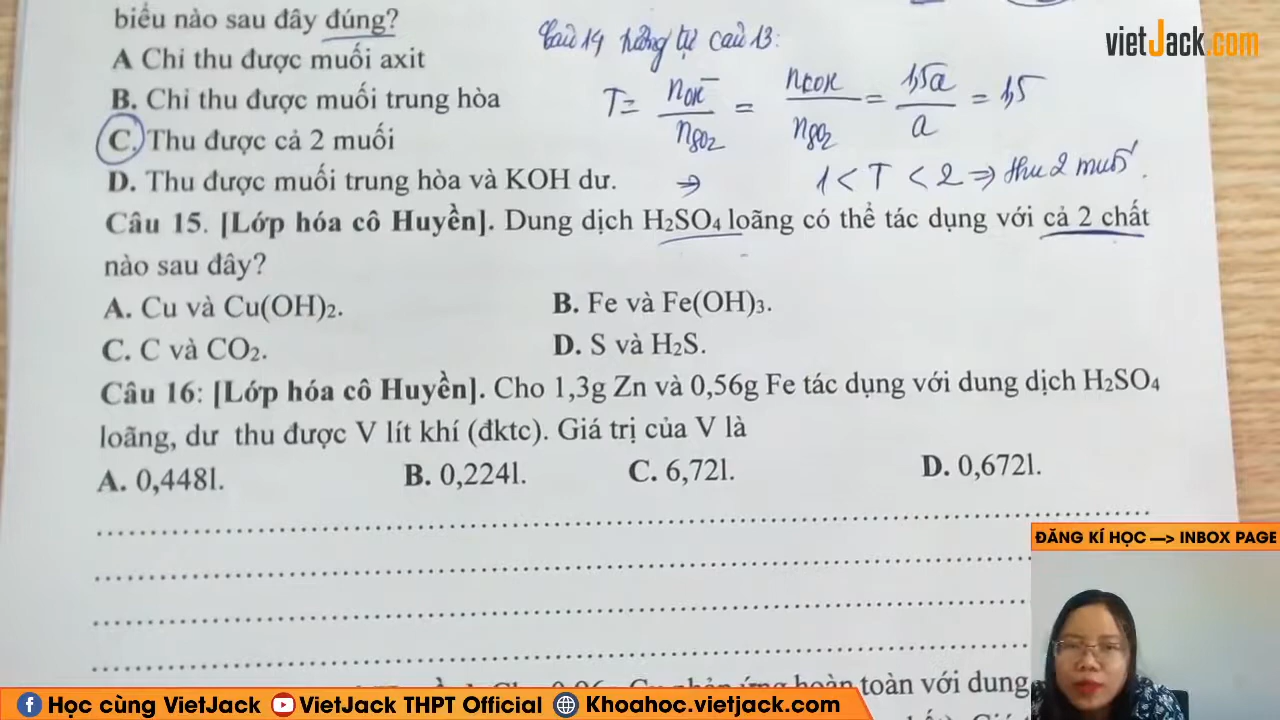 biểu nào sau đây đúng?
A Chỉ thu được muối axit
B. Chỉ thu được muối trung hòa
C. Thu được cả 2 muối
D. Thu được muối trung hòa và KOH dư.
Câu 14 tương tự câu 13:
T = nOH⁻ / nSO2 = nKOH / nSO2 = 1,5a / a = 1,5
⇒ 1 < T < 2 ⇒ thu 2 muối.
Câu 15. [Lớp hóa cô Huyền]. Dung dịch H2SO4 loãng có thể tác dụng với cả 2 chất
nào sau đây?
A. Cu và Cu(OH)2.
B. Fe và Fe(OH)3.
C. C và CO2.
D. S và H2S.
Câu 16: [Lớp hóa cô Huyền]. Cho 1,3g Zn và 0,56g Fe tác dụng với dung dịch H2SO4
loãng, dư thu được V lít khí (đktc). Giá trị của V là
A. 0,448l.
B. 0,224l.
C. 6,72l.
D. 0,672l.
toàn với dung
vietJack.com
ĐĂNG KÍ HỌC —> INBOX PAGE
Học cùng VietJack
VietJack THPT Official
Khoahoc.vietjack.com